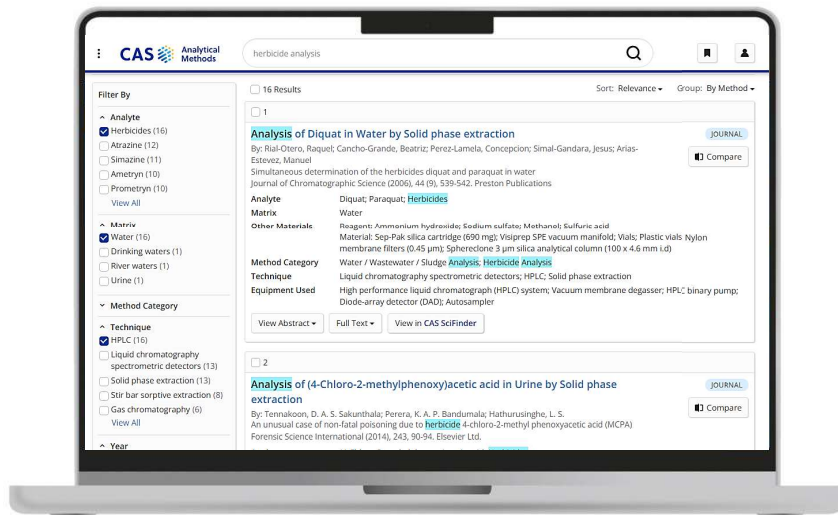 CAS Analytical Methods
herbicide analysis
Filter By
Analyte
Herbicides (16)
Atrazine (12)
Simazine (11)
Ametryn (10)
Prometryn (10)
View All
Matrix
Water (16)
Drinking waters (1)
River waters (1)
Urine (1)
Method Category
Technique
HPLC (16)
Liquid chromatography
spectrometric detectors (13)
Solid phase extraction (13)
Stir bar sorptive extraction (8)
Gas chromatography (6)
View All
Year
16 Results
Sort: Relevance
Group: By Method
1
Analysis of Diquat in Water by Solid phase extraction
JOURNAL
By: Rial-Otero, Raquel; Cancho-Grande, Beatriz; Perez-Lamela, Concepcion; Simal-Gandara, Jesus; Arias-
Estevez, Manuel
Compare
Simultaneous determination of the herbicides diquat and paraquat in water
Journal of Chromatographic Science (2006), 44 (9), 539-542. Preston Publications
Analyte Diquat; Paraquat; Herbicides
Matrix Water
Other Materials Reagent: Ammonium hydroxide; Sodium sulfate; Methanol; Sulfuric acid
Material: Sep-Pak silica cartridge (690 mg); Visiprep SPE vacuum manifold; Vials; Plastic vials Nylon
membrane filters (0.45 µm); Sphereclone 3 µm silica analytical column (100 x 4.6 mm i.d)
Method Category Water / Wastewater / Sludge Analysis; Herbicide Analysis
Technique Liquid chromatography spectrometric detectors; HPLC; Solid phase extraction
Equipment Used High performance liquid chromatograph (HPLC) system; Vacuum membrane degasser; HPLC binary pump;
Diode-array detector (DAD); Autosampler
View Abstract
Full Text
View in CAS SciFinder
2
Analysis of (4-Chloro-2-methylphenoxy)acetic acid in Urine by Solid phase
extraction
JOURNAL
By: Tennakoon, D. A. S. Sakunthala; Perera, K. A. P. Bandumala; Hathurusinghe, L. S.
Compare
An unusual case of non-fatal poisoning due to herbicide 4-chloro-2-methyl phenoxyacetic acid (MCPA)
Forensic Science International (2014), 243, 90-94. Elsevier Ltd.